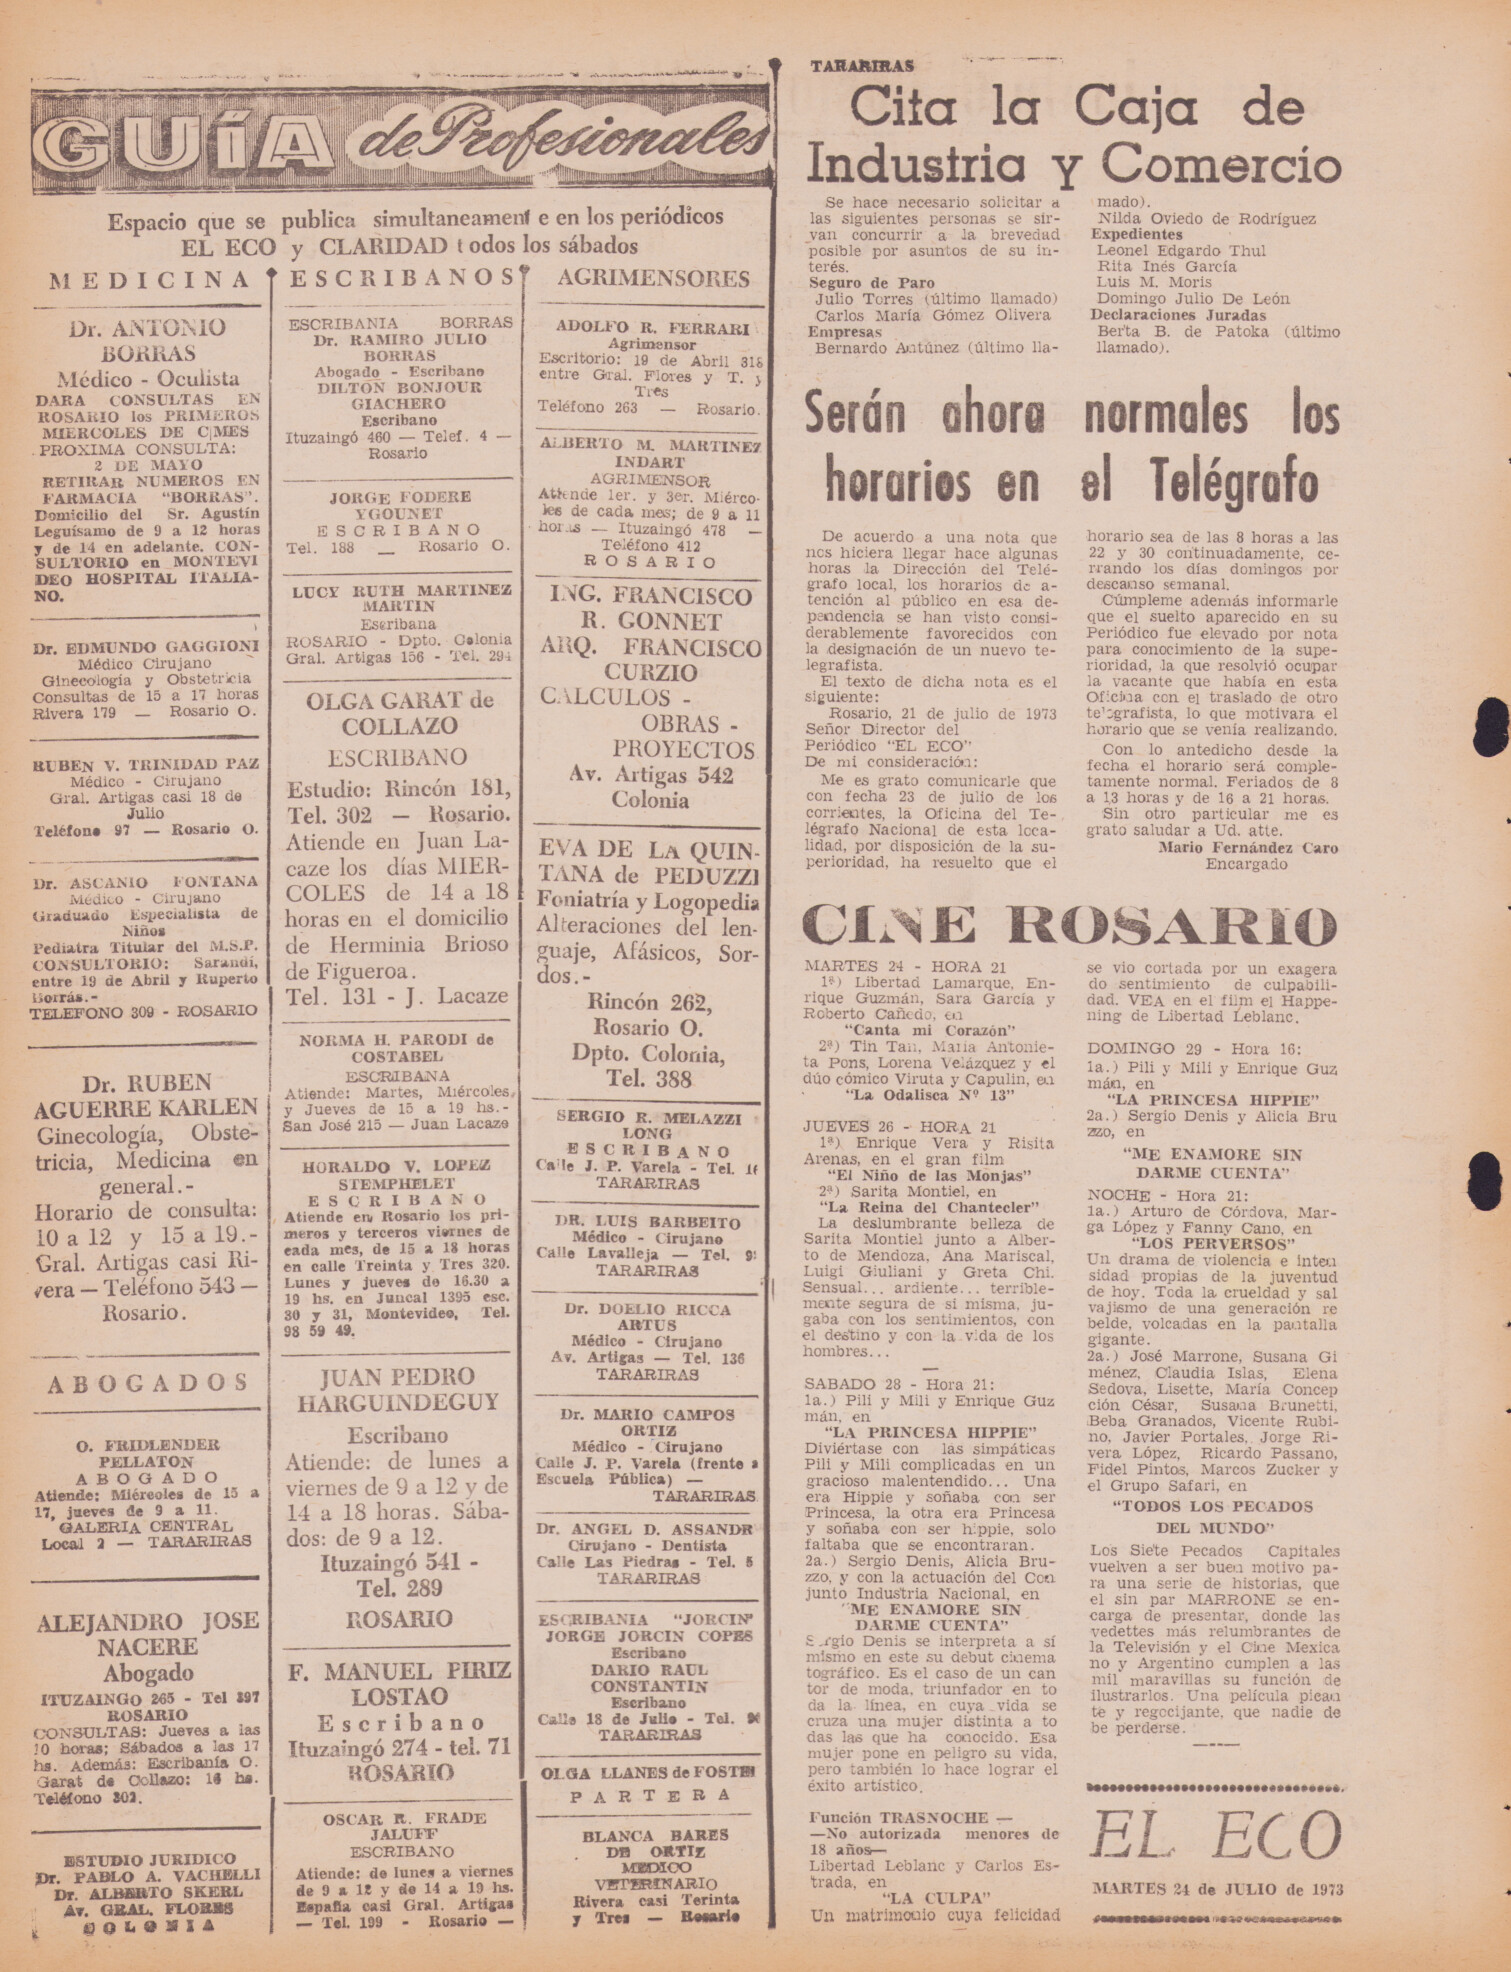 GUÍA de Profesionales
Espacio que se publica simultaneament e en los periódicos
EL ECO y CLARIDAD t odos los sábados
MEDICINA
Dr. ANTONIO
BORRAS
Médico - Oculista
DARA CONSULTAS EN
ROSARIO los PRIMEROS
MIERCOLES DE C|MES
PROXIMA CONSULTA:
2 DE MAYO
RETIRAR NUMEROS EN
FARMACIA "BORRAS".
Domicilio del Sr. Agustín
Leguísamo de 9 a 12 horas
y de 14 en adelante. CON-
SULTORIO en MONTEVI
DEO HOSPITAL ITALIA-
NO.
Dr. EDMUNDO GAGGIONI
Médico Cirujano
Ginecología y Obstetricia
Consultas de 15 a 17 horas
Rivera 179 — Rosario O.
RUBEN V. TRINIDAD PAZ
Médico - Cirujano
Gral. Artigas casi 18 de
Julio
Teléfono 97 — Rosario O.
Dr. ASCANIO FONTANA
Médico - Cirujano
Graduado Especialista de
Niños
Pediatra Titular del M.S.P.
CONSULTORIO: Sarandí,
entre 19 de Abril y Ruperto
Borrás.-
TELEFONO 309 - ROSARIO
Dr. RUBEN
AGUERRE KARLEN
Ginecología, Obste-
tricia, Medicina en
general.-
Horario de consulta:
10 a 12 y 15 a 19.-
Gral. Artigas casi Ri-
vera — Teléfono 543 —
Rosario.
ABOGADOS
O. FRIDLENDER
PELLATON
ABOGADO
Atiende: Miércoles de 15 a
17, jueves de 9 a 11.
GALERIA CENTRAL
Local 2 — TARARIRAS
ALEJANDRO JOSE
NACERE
Abogado
ITUZAINGO 265 - Tel 397
ROSARIO
CONSULTAS: Jueves a las
10 horas; Sábados a las 17
hs. Además: Escribanía O.
Garat de Collazo: 16 hs.
Teléfono 302.
ESTUDIO JURIDICO
Dr. PABLO A. VACHELLI
Dr. ALBERTO SKERL
Av. GRAL. FLORES
COLONIA
ESCRIBANOS
ESCRIBANIA BORRAS
Dr. RAMIRO JULIO
BORRAS
Abogado - Escribano
DILTON BONJOUR
GIACHERO
Escribano
Ituzaingó 460 — Telef. 4 —
Rosario
JORGE FODERE
YGOUNET
ESCRIBANO
Tel. 188 — Rosario O.
LUCY RUTH MARTINEZ
MARTIN
Escribana
ROSARIO - Dpto. Colonia
Gral. Artigas 156 - Tel. 294
OLGA GARAT de
COLLAZO
ESCRIBANO
Estudio: Rincón 181,
Tel. 302 — Rosario.
Atiende en Juan La-
caze los días MIER-
COLES de 14 a 18
horas en el domicilio
de Herminia Brioso
de Figueroa.
Tel. 131 - J. Lacaze
NORMA H. PARODI de
COSTABEL
ESCRIBANA
Atiende: Martes, Miércoles
y Jueves de 15 a 19 hs.-
San José 215 — Juan Lacaze
HORALDO V. LOPEZ
STEMPHELET
ESCRIBANO
Atiende en Rosario los pri-
meros y terceros viernes de
cada mes, de 15 a 18 horas
en calle Treinta y Tres 320.
Lunes y jueves de 16.30 a
19 hs. en Juncal 1395 esc.
30 y 31, Montevideo, Tel.
98 59 49.
JUAN PEDRO
HARGUINDEGUY
Escribano
Atiende: de lunes a
viernes de 9 a 12 y de
14 a 18 horas. Sába-
dos: de 9 a 12.
Ituzaingó 541 -
Tel. 289
ROSARIO
F. MANUEL PIRIZ
LOSTAO
Escribano
Ituzaingó 274 - tel. 71
ROSARIO
OSCAR R. FRADE
JALUFF
ESCRIBANO
Atiende: de lunes a viernes
de 9 a 12 y de 14 a 19 hs.
España casi Gral. Artigas
— Tel. 199 - Rosario —
AGRIMENSORES
ADOLFO R. FERRARI
Agrimensor
Escritorio: 19 de Abril 318
entre Gral. Flores y T. y
Tres
Teléfono 263 — Rosario.
ALBERTO M. MARTINEZ
INDART
AGRIMENSOR
Atiende 1er. y 3er. Miérco-
les de cada mes; de 9 a 11
horas — Ituzaingó 478 —
Teléfono 412
ROSARIO
ING. FRANCISCO
R. GONNET
ARQ. FRANCISCO
CURZIO
CALCULOS -
OBRAS -
PROYECTOS
Av. Artigas 542
Colonia
EVA DE LA QUIN-
TANA de PEDUZZI
Foniatría y Logopedia
Alteraciones del len-
guaje, Afásicos, Sor-
dos.-
Rincón 262,
Rosario O.
Dpto. Colonia,
Tel. 388
SERGIO R. MELAZZI
LONG
ESCRIBANO
Calle J. P. Varela - Tel. 16
TARARIRAS
DR. LUIS BARBEITO
Médico - Cirujano
Calle Lavalleja — Tel. 9
TARARIRAS
Dr. DOELIO RICCA
ARTUS
Médico - Cirujano
Av. Artigas — Tel. 136
TARARIRAS
Dr. MARIO CAMPOS
ORTIZ
Médico - Cirujano
Calle J. P. Varela (frente a
Escuela Pública) —
TARARIRAS
Dr. ANGEL D. ASSANDR
Cirujano - Dentista
Calle Las Piedras - Tel. 5
TARARIRAS
ESCRIBANIA "JORCIN"
JORGE JORCIN COPES
Escribano
DARIO RAUL
CONSTANTIN
Escribano
Calle 18 de Julio - Tel.
TARARIRAS
OLGA LLANES de FOSTEI
PARTERA
BLANCA BARES
DE ORTIZ
MEDICO
VETERINARIO
Rivera casi Terinta
y Tres — Rosario
TARARIRAS
Cita la Caja de
Industria y Comercio
Se hace necesario solicitar a
las siguientes personas se sir-
van concurrir a la brevedad
posible por asuntos de su in-
terés.
Seguro de Paro
Julio Torres (último llamado)
Carlos María Gómez Olivera
Empresas
Bernardo Antúnez (último lla-
mado).
Nilda Oviedo de Rodríguez
Expedientes
Leonel Edgardo Thul
Rita Inés García
Luis M. Moris
Domingo Julio De León
Declaraciones Juradas
Berta B. de Patoka (último
llamado).
Serán ahora normales los
horarios en el Telégrafo
De acuerdo a una nota que
nos hiciera llegar hace algunas
horas la Dirección del Telé-
grafo local, los horarios de a-
tención al público en esa de-
pendencia se han visto consi-
derablemente favorecidos con
la designación de un nuevo te-
legrafista.
El texto de dicha nota es el
siguiente:
Rosario, 21 de julio de 1973
Señor Director del
Periódico "EL ECO"
De mi consideración:
Me es grato comunicarle que
con fecha 23 de julio de los
corrientes, la Oficina del Te-
légrafo Nacional de esta loca-
lidad, por disposición de la su-
perioridad, ha resuelto que el
horario sea de las 8 horas a las
22 y 30 continuadamente, ce-
rrando los días domingos por
descanso semanal.
Cúmpleme además informarle
que el suelto aparecido en su
Periódico fue elevado por nota
para conocimiento de la supe-
rioridad, la que resolvió ocupar
la vacante que había en esta
Oficina con el traslado de otro
telegrafista, lo que motivara el
horario que se venía realizando.
Con lo antedicho desde la
fecha el horario será comple-
tamente normal. Feriados de 8
a 13 horas y de 16 a 21 horas.
Sin otro particular me es
grato saludar a Ud. atte.
Mario Fernández Caro
Encargado
CINE ROSARIO
MARTES 24 - HORA 21
1ª) Libertad Lamarque, En-
rique Guzmán, Sara García y
Roberto Cañedo, en
"Canta mi Corazón"
2ª) Tin Tan, María Antonie-
ta Pons, Lorena Velázquez y el
dúo cómico Viruta y Capulin, en
"La Odalisca Nº 13"
JUEVES 26 - HORA 21
1ª) Enrique Vera y Risita
Arenas, en el gran film
"El Niño de las Monjas"
2ª) Sarita Montiel, en
"La Reina del Chantecler"
La deslumbrante belleza de
Sarita Montiel junto a Alber-
to de Mendoza, Ana Mariscal,
Luigi Giuliani y Greta Chi.
Sensual... ardiente... terrible-
mente segura de si misma, ju-
gaba con los sentimientos, con
el destino y con la vida de los
hombres...
SABADO 28 - Hora 21:
1a.) Pili y Mili y Enrique Guz
mán, en
"LA PRINCESA HIPPIE"
Diviértase con las simpáticas
Pili y Mili complicadas en un
gracioso malentendido... Una
era Hippie y soñaba con ser
Princesa, la otra era Princesa
y soñaba con ser hippie, solo
faltaba que se encontraran.
2a.) Sergio Denis, Alicia Bru-
zzo, y con la actuación del Con
junto Industria Nacional, en
"ME ENAMORE SIN
DARME CUENTA"
Sergio Denis se interpreta a sí
mismo en este su debut cinema
tográfico. Es el caso de un can
tor de moda, triunfador en to
da la línea, en cuya vida se
cruza una mujer distinta a to
das las que ha conocido. Esa
mujer pone en peligro su vida,
pero también lo hace lograr el
éxito artístico.
Función TRASNOCHE —
—No autorizada menores de
18 años—
Libertad Leblanc y Carlos Es-
trada, en
"LA CULPA"
Un matrimonio cuya felicidad
se vio cortada por un exagera
do sentimiento de culpabili-
dad. VEA en el film el Happe-
ning de Libertad Leblanc.
DOMINGO 29 - Hora 16:
1a.) Pili y Mili y Enrique Guz
mán, en
"LA PRINCESA HIPPIE"
2a.) Sergio Denis y Alicia Bru
zzo, en
"ME ENAMORE SIN
DARME CUENTA"
NOCHE - Hora 21:
1a.) Arturo de Córdova, Mar-
ga López y Fanny Cano, en
"LOS PERVERSOS"
Un drama de violencia e inten
sidad propias de la juventud
de hoy. Toda la crueldad y sal
vajismo de una generación re
belde, volcadas en la pantalla
gigante.
2a.) José Marrone, Susana Gi
ménez, Claudia Islas, Elena
Sedova, Lisette, María Concep
ción César, Susana Brunetti,
Beba Granados, Vicente Rubi-
no, Javier Portales, Jorge Ri-
vera López, Ricardo Passano,
Fidel Pintos, Marcos Zucker y
el Grupo Safari, en
"TODOS LOS PECADOS
DEL MUNDO"
Los Siete Pecados Capitales
vuelven a ser buen motivo pa-
ra una serie de historias, que
el sin par MARRONE se en-
carga de presentar, donde las
vedettes más relumbrantes de
la Televisión y el Cine Mexica
no y Argentino cumplen a las
mil maravillas su función de
ilustrarlos. Una película pican
te y regocijante, que nadie de
be perderse.
EL ECO
MARTES 24 de JULIO de 1973